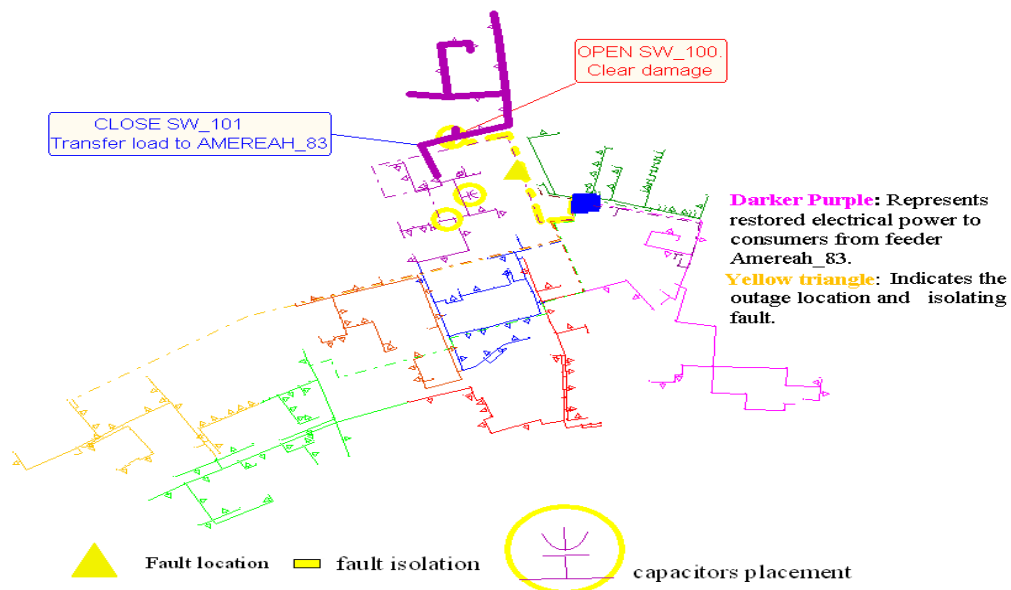 OPEN SW_100.
Clear damage
CLOSE SW_101
Transfer load to AMEREAH_83
Darker Purple: Represents
restored electrical power to
consumers from feeder
Amereah_83.
Yellow triangle: Indicates the
outage location and isolating
fault.
Fault location
fault isolation
capacitors placement